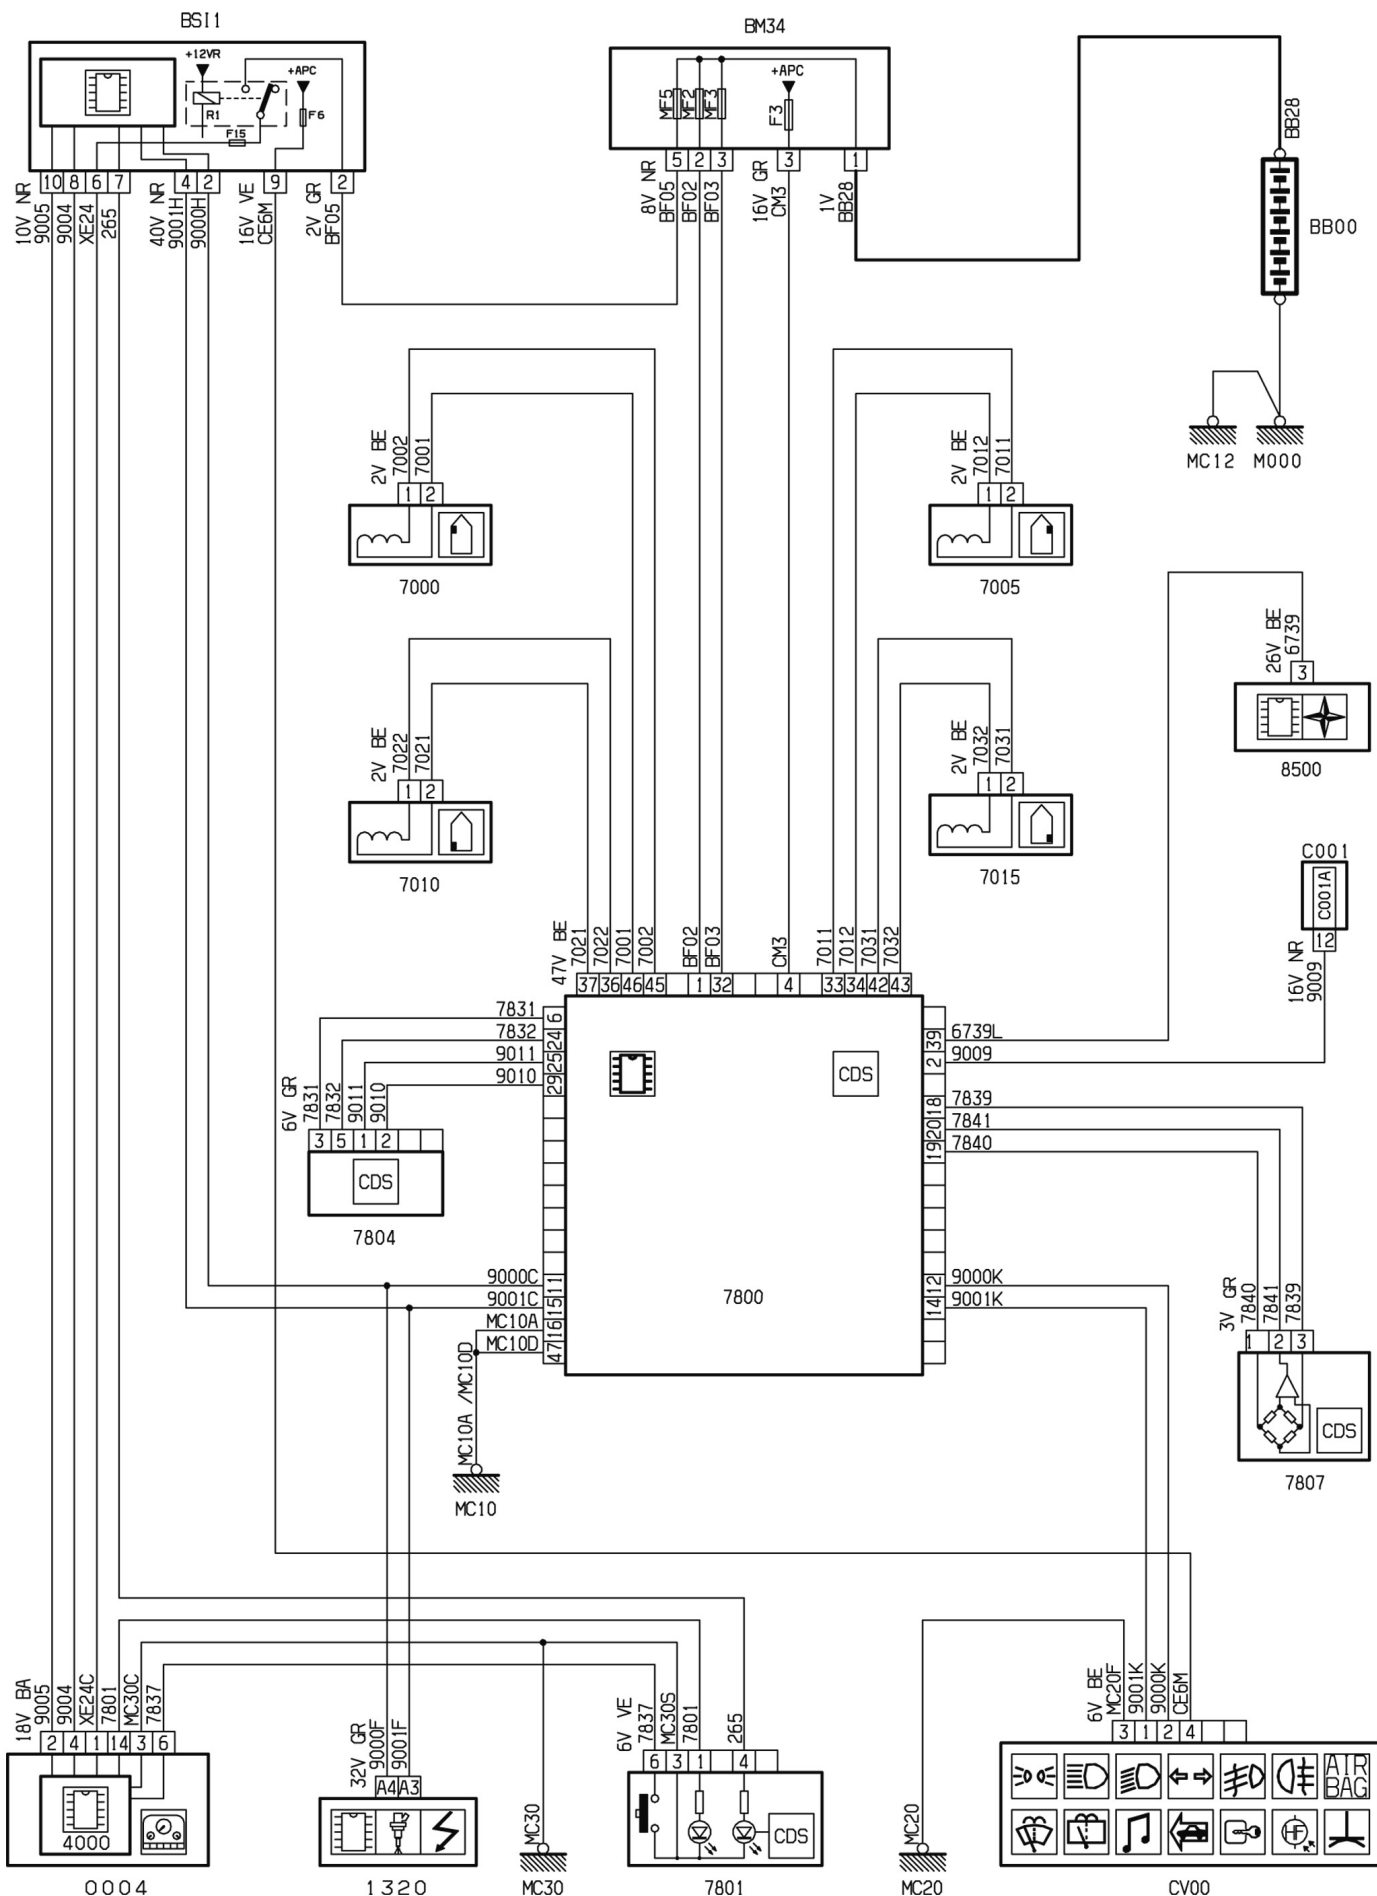 BSI1
BM34
+12VR
+APC
R1
F6
F15
MF5
MF2
MF3
+APC
F3
BB28
10 8 6 7 4 2 9 2
5 2 3 3 1
10V NR
9005
9004
XE24
265
40V NR
9001H
9000H
16V VE
CE6M
2V GR
BF05
8V NR
BF05
BF02
BF03
16V GR
CM3
1V
BB28
BB00
MC12 M000
2V BE
7002
7001
1 2
7000
2V BE
7012
7011
1 2
7005
26V BE
6739
3
8500
2V BE
7022
7021
1 2
7010
2V BE
7032
7031
1 2
7015
C001
C001A
12
16V NR
9009
47V BE
7021
7022
7001
7002
BF02
BF03
CM3
7011
7012
7031
7032
37 36 46 45 1 32 4 33 34 42 43
7831 6
7832 24
9011 25
9010 29
CDS
39 6739L
2 9009
18 7839
20 7841
19 7840
6V GR
7831
7832
9011
9010
3 5 1 2
CDS
7804
9000C 11
9001C 15
MC10A 16
MC10D 47
7800
12 9000K
14 9001K
MC10A /MC10D
MC10
3V GR
7840
7841
7839
1 2 3
CDS
7807
18V BA
9005
9004
XE24C
7801
MC30C
7837
2 4 1 14 3 6
4000
0004
32V GR
9000F
9001F
A4 A3
1320
MC30
MC30
6V VE
7837
MC30S
7801
265
6 3 1 4
CDS
7801
MC20
MC20
6V BE
MC20F
9001K
9000K
CE6M
3 1 2 4
AIR
BAG
HF
CV00